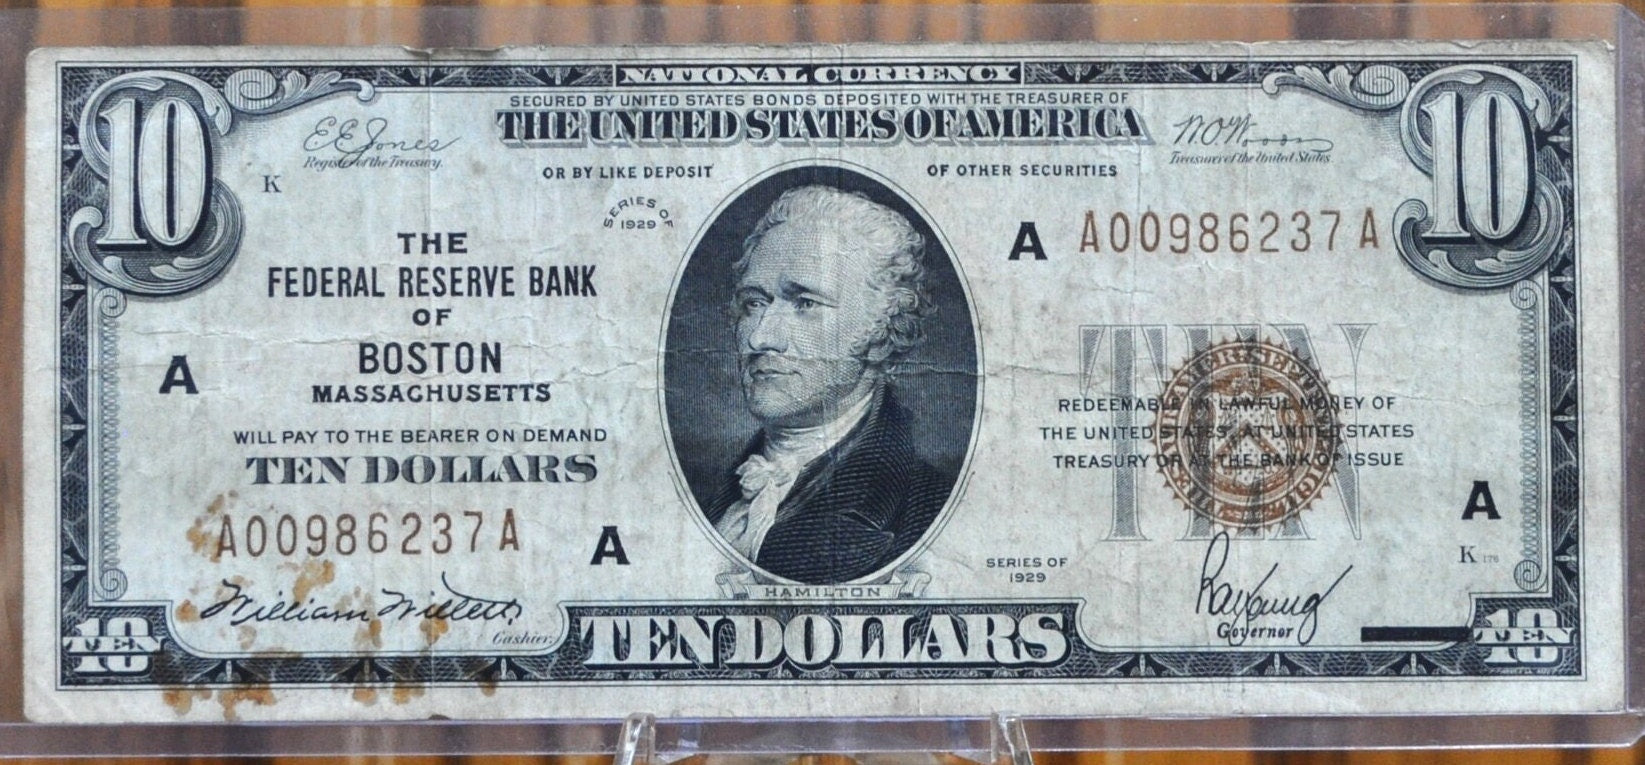 NATIONAL CURRENCY
SECURED BY UNITED STATES BONDS DEPOSITED WITH THE TREASURER OF
THE UNITED STATES OF AMERICA
OR BY LIKE DEPOSIT OF OTHER SECURITIES
10
10
E E Jones
Register of the Treasury.
W.O. Woods
Treasurer of the United States
K
SERIES OF
1929
A A00986237A
THE
FEDERAL RESERVE BANK
OF
BOSTON
MASSACHUSETTS
A
WILL PAY TO THE BEARER ON DEMAND
TEN DOLLARS
TEN
REDEEMABLE IN LAWFUL MONEY OF
THE UNITED STATES AT UNITED STATES
TREASURY OR AT THE BANK OF ISSUE
A00986237A
A
A
K 176
SERIES OF
1929
William Willett
Cashier.
HAMILTON
Governor
10 TEN
TEN DOLLARS
10 TEN